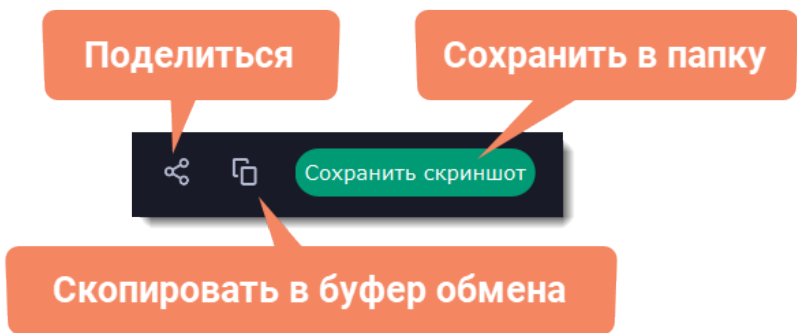 Поделиться
Сохранить в папку
Сохранить скриншот
Скопировать в буфер обмена